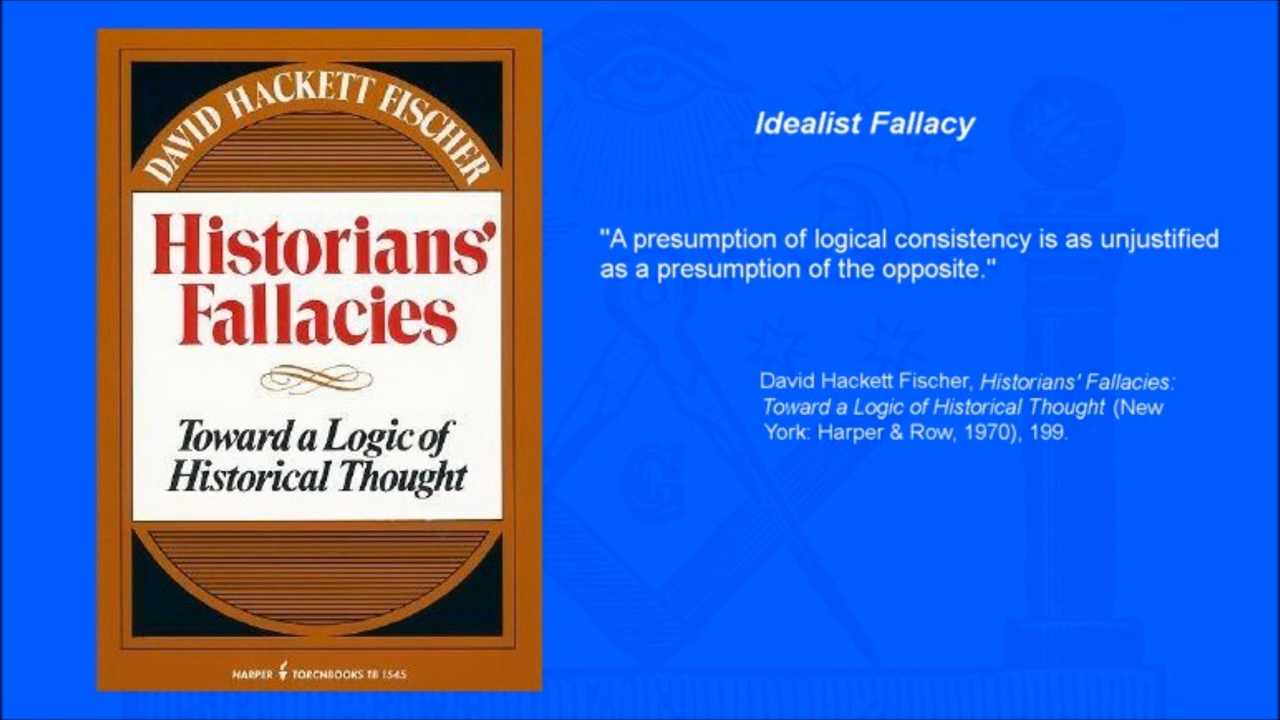 DAVID HACKETT FISCHER
Historians'
Fallacies
Toward a Logic of
Historical Thought
HARPER TORCHBOOKS TB 1545
Idealist Fallacy
"A presumption of logical consistency is as unjustified
as a presumption of the opposite."
David Hackett Fischer, Historians' Fallacies:
Toward a Logic of Historical Thought (New
York: Harper & Row, 1970), 199.
G